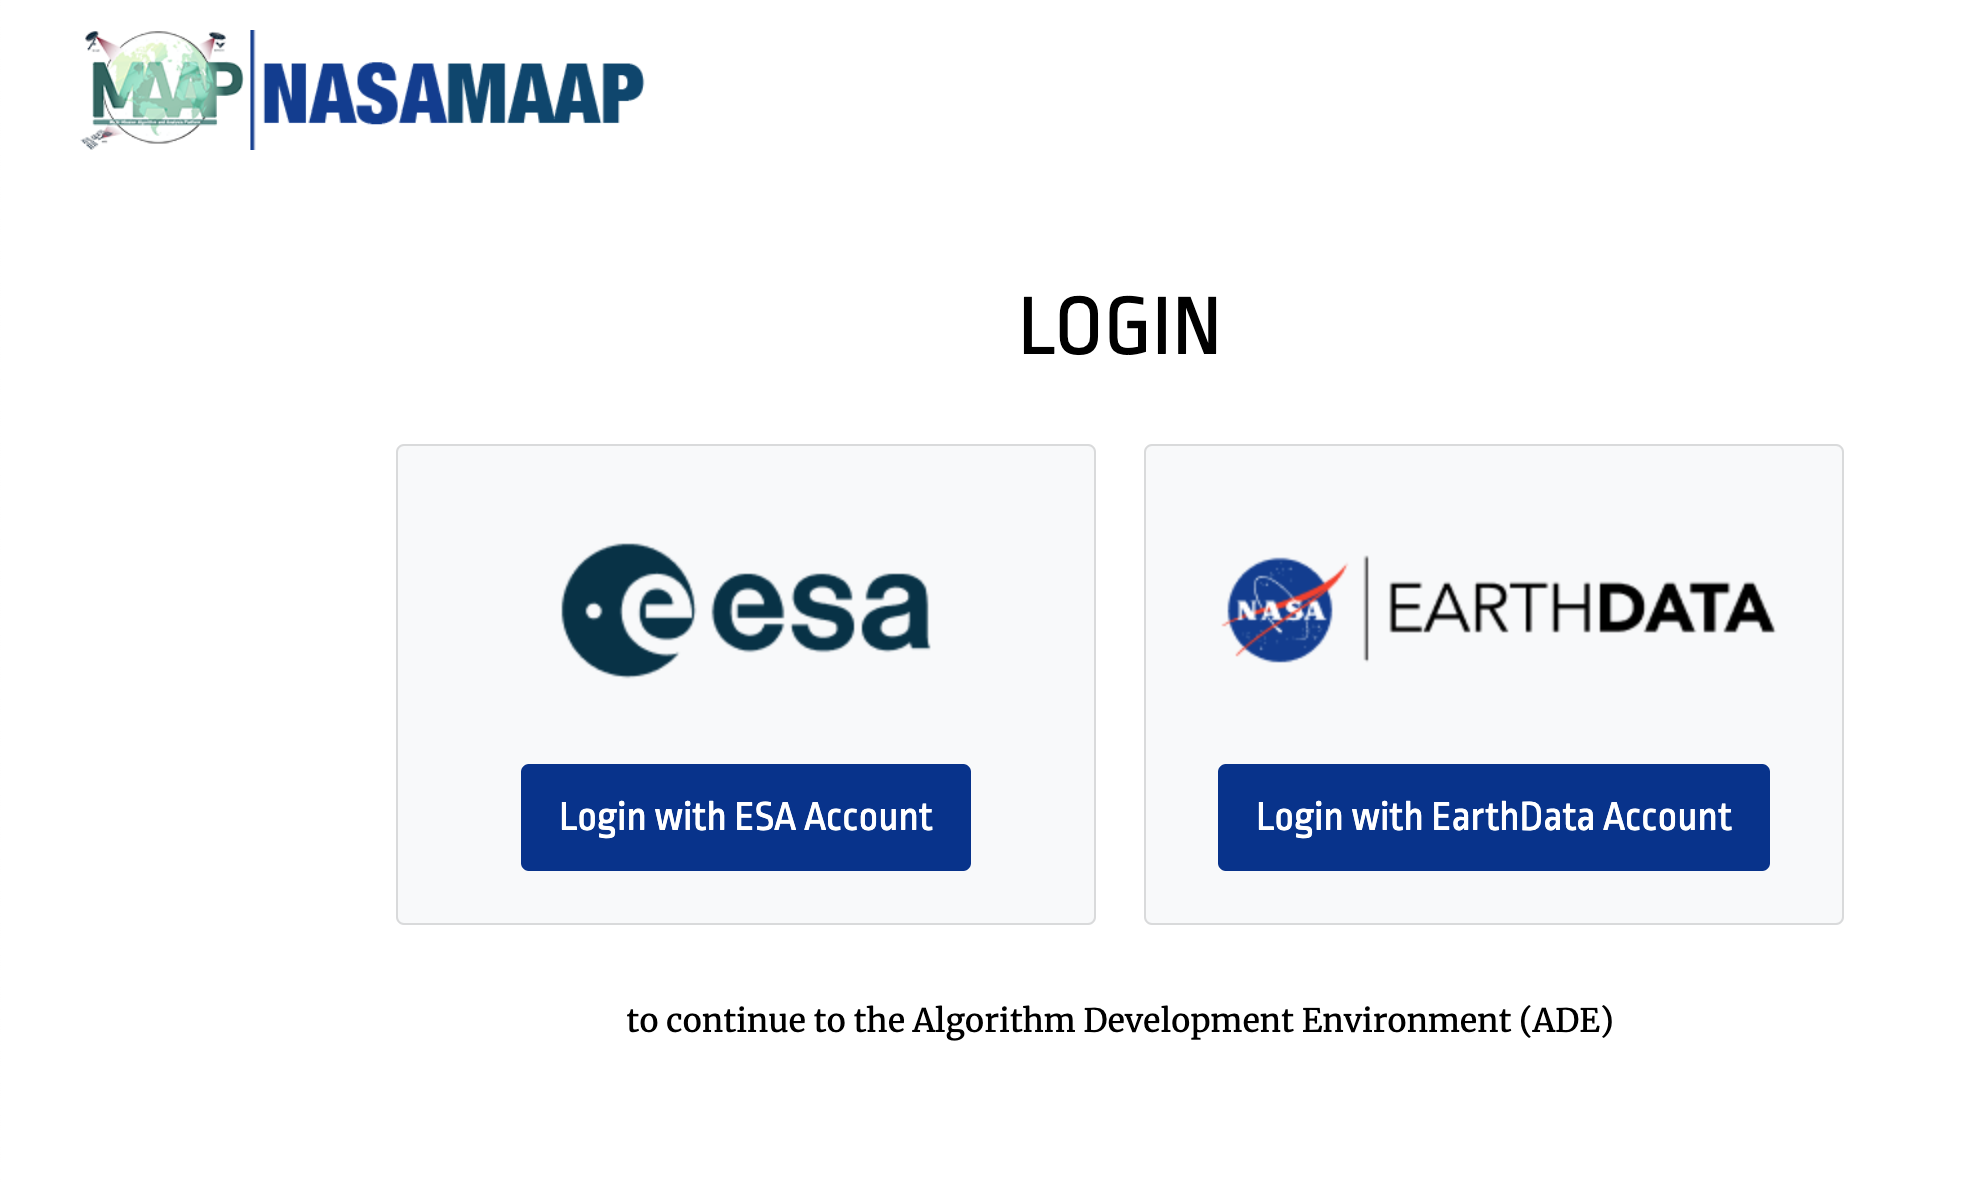 MAAP
NASAMAAP
LOGIN
esa
NASA
EARTHDATA
Login with ESA Account
Login with EarthData Account
to continue to the Algorithm Development Environment (ADE)